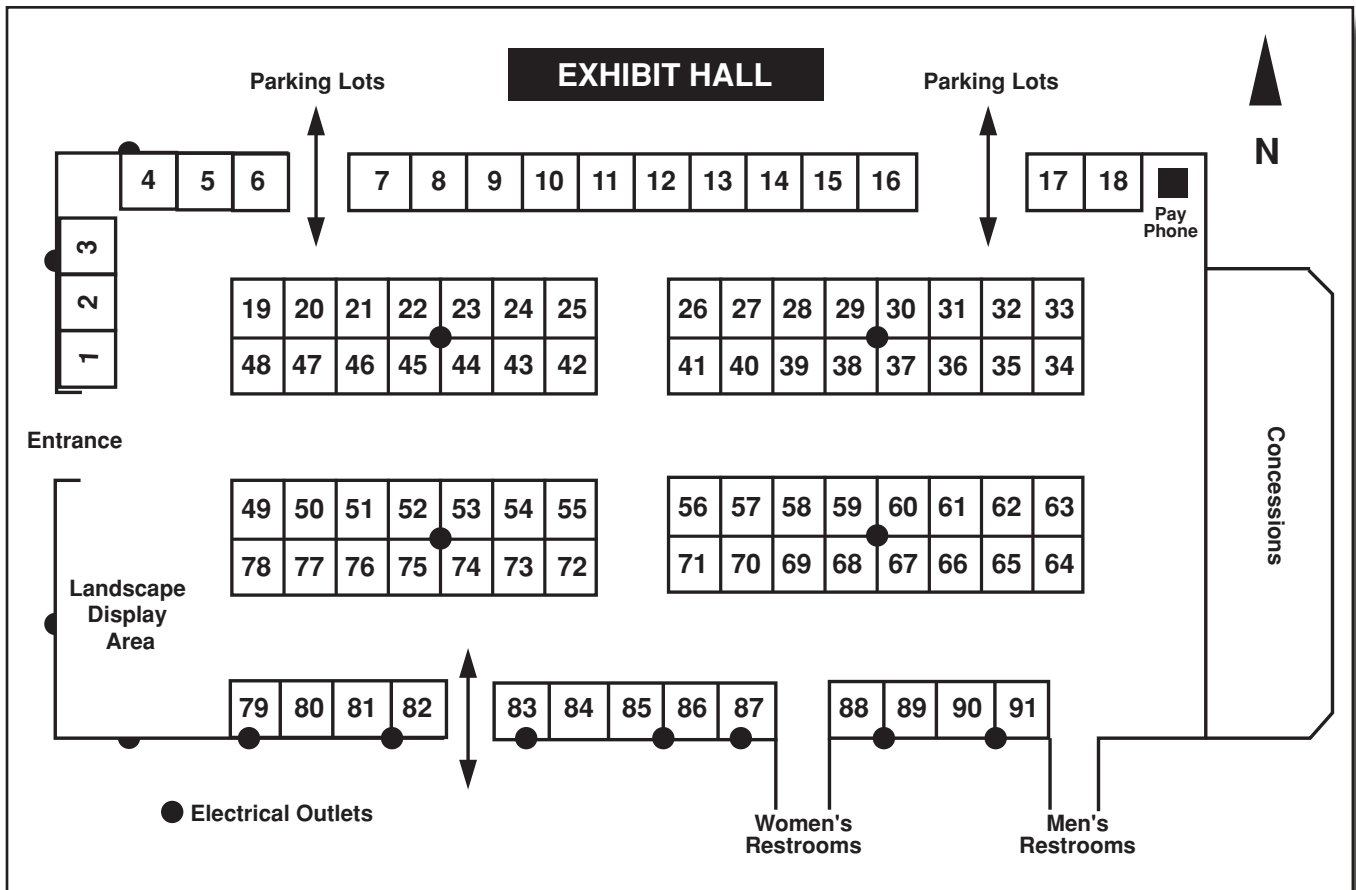 EXHIBIT HALL
Parking Lots
Parking Lots
N
4 5 6
7 8 9 10 11 12 13 14 15 16
17 18
Pay
Phone
3
2
1
19 20 21 22 23 24 25
26 27 28 29 30 31 32 33
48 47 46 45 44 43 42
41 40 39 38 37 36 35 34
Entrance
Concessions
49 50 51 52 53 54 55
56 57 58 59 60 61 62 63
78 77 76 75 74 73 72
71 70 69 68 67 66 65 64
Landscape
Display
Area
79 80 81 82
83 84 85 86 87
88 89 90 91
Electrical Outlets
Women's
Restrooms
Men's
Restrooms